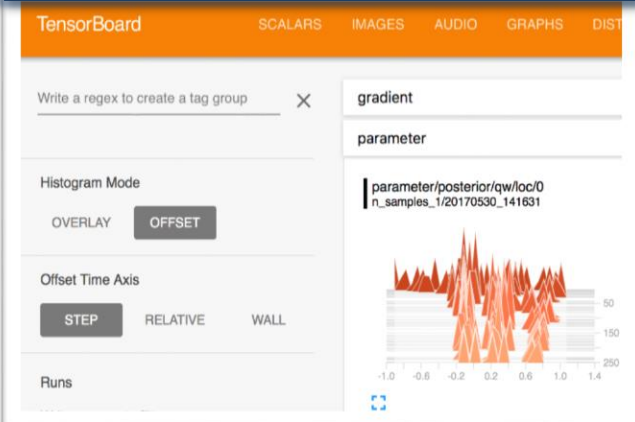 TensorBoard
SCALARS IMAGES AUDIO GRAPHS DIST
Write a regex to create a tag group
Histogram Mode
OVERLAY OFFSET
Offset Time Axis
STEP RELATIVE WALL
Runs
gradient
parameter
parameter/posterior/qw/loc/0
n_samples_1/20170530_141631
50
150
250
-1.0 -0.6 -0.2 0.2 0.6 1.0 1.4